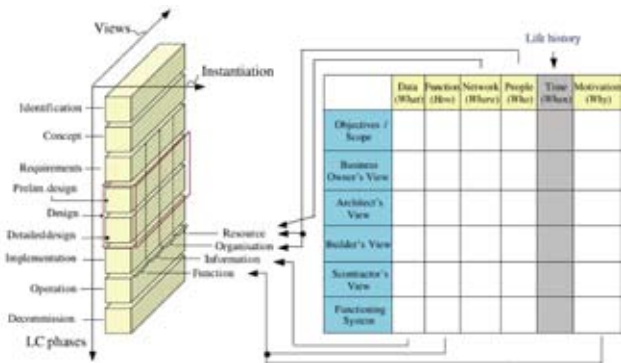 Views
Instantiation
Identification
Concept
Requirements
Prelim design
Design
Detailed design
Implementation
Operation
Decommission
LC phases
Resource
Organisation
Information
Function
Life history
Data
(What)
Function
(How)
Network
(Where)
People
(Who)
Time
(When)
Motivation
(Why)
Objectives /
Scope
Business
Owner's View
Architect's
View
Builder's View
Scontractor's
View
Functioning
System